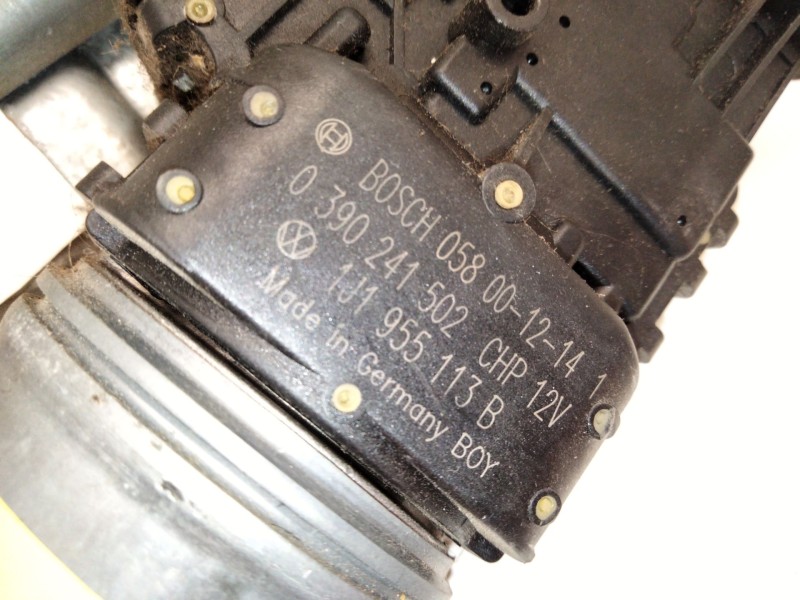 BOSCH 058 00-12-14 1
0 390 241 502 CHP 12V
1J1 955 113 B
Made in Germany BOY